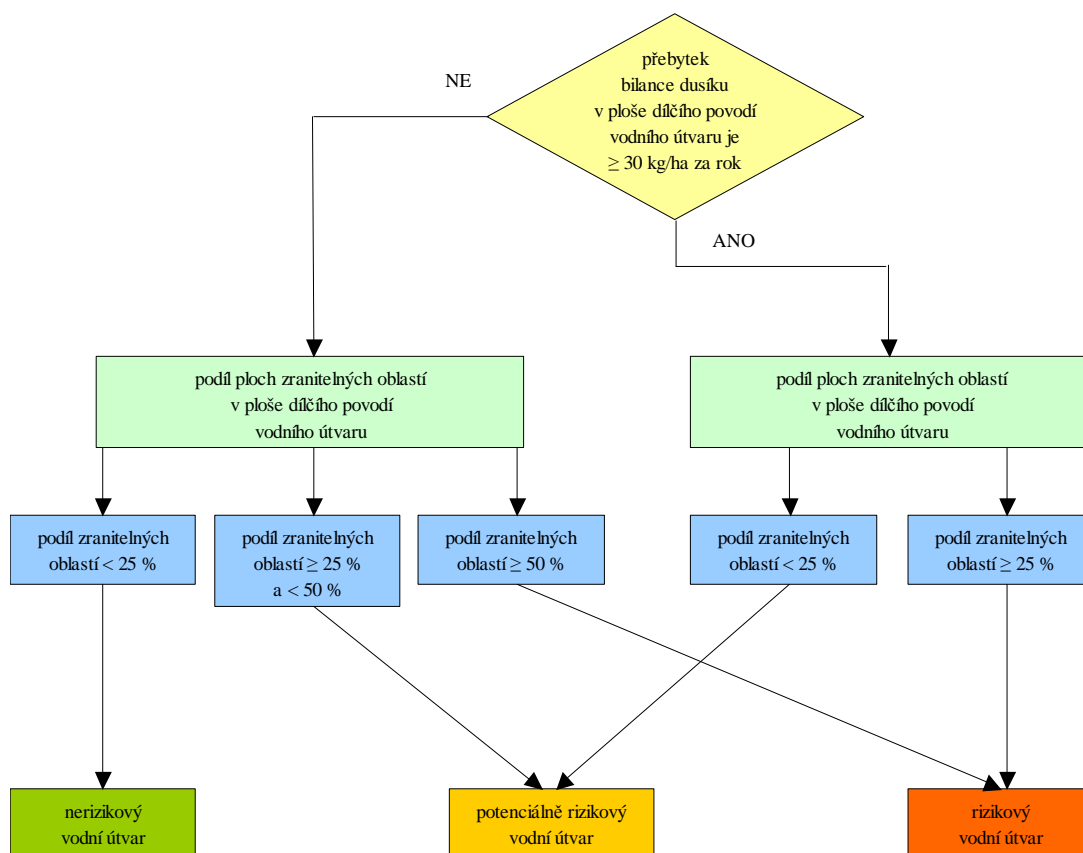 přebytek
bilance dusíku
v ploše dílčího povodí
vodního útvaru je
≥ 30 kg/ha za rok
NE
ANO
podíl ploch zranitelných oblastí
v ploše dílčího povodí
vodního útvaru
podíl ploch zranitelných oblastí
v ploše dílčího povodí
vodního útvaru
podíl zranitelných
oblastí < 25 %
podíl zranitelných
oblastí ≥ 25 %
a < 50 %
podíl zranitelných
oblastí ≥ 50 %
podíl zranitelných
oblastí < 25 %
podíl zranitelných
oblastí ≥ 25 %
nerizikový
vodní útvar
potenciálně rizikový
vodní útvar
rizikový
vodní útvar